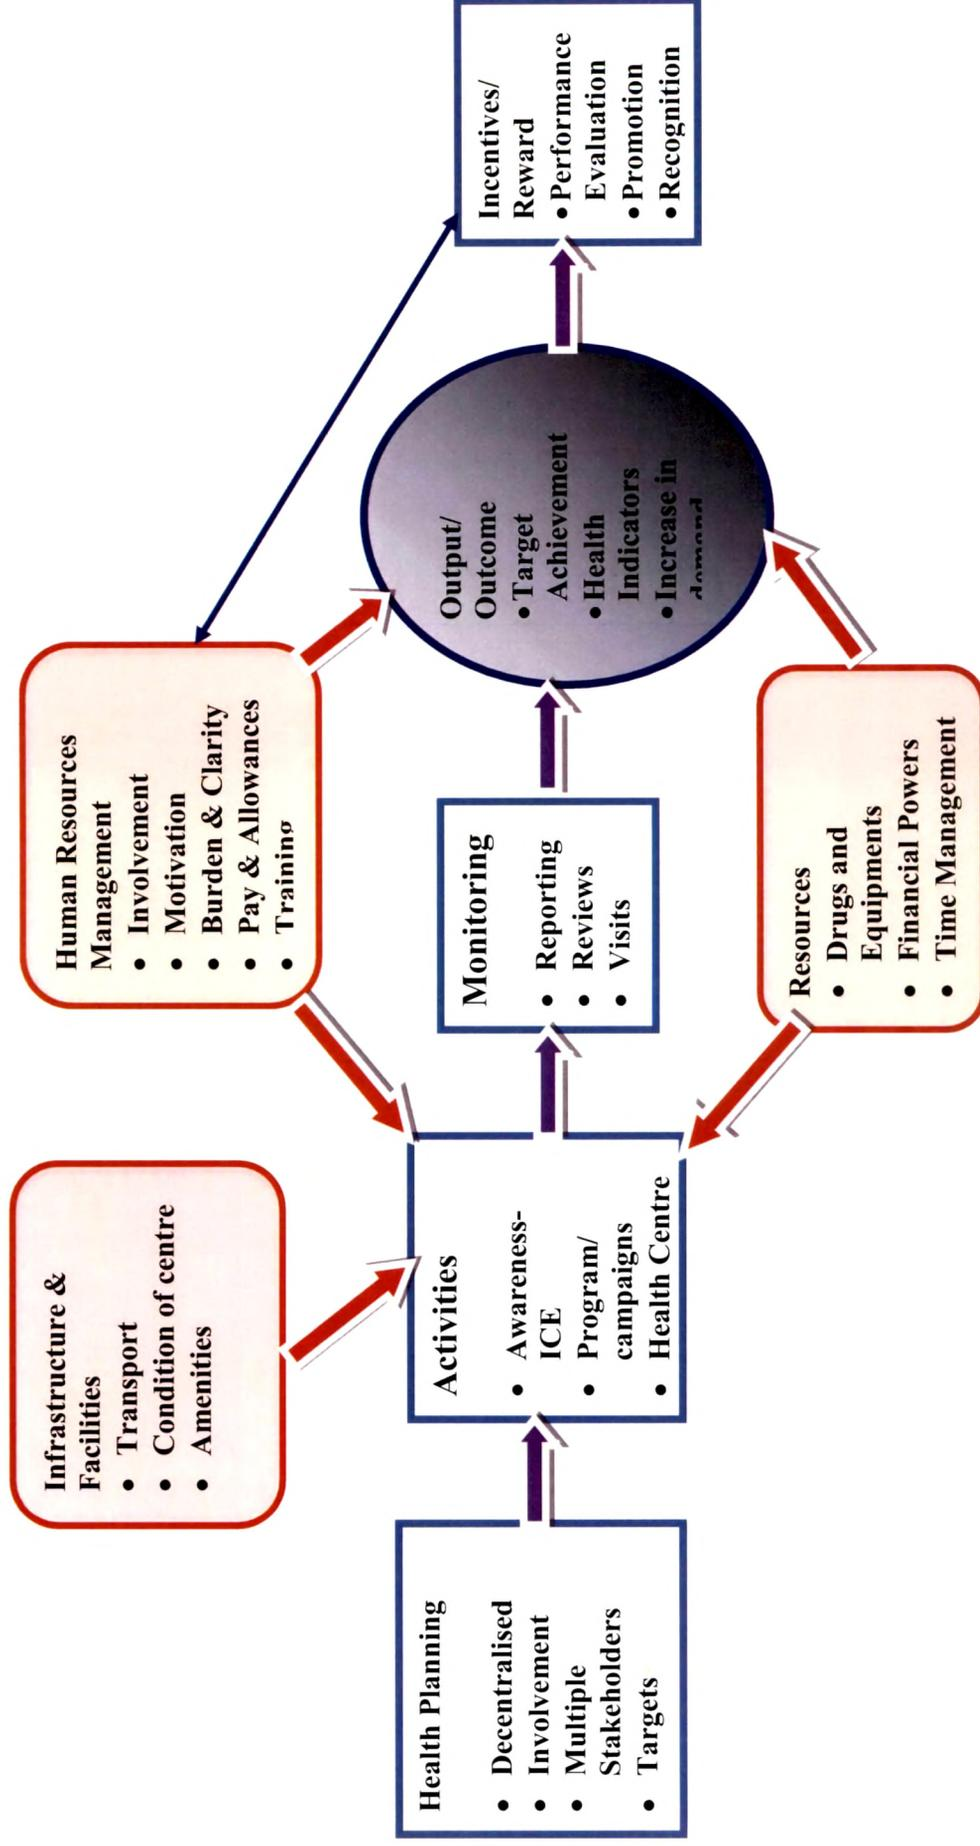 Infrastructure &
Facilities
• Transport
• Condition of centre
• Amenities
Human Resources
Management
• Involvement
• Motivation
• Burden & Clarity
• Pay & Allowances
• Training
Health Planning
• Decentralised
• Involvement
• Multiple
Stakeholders
• Targets
Activities
• Awareness-
ICE
• Program/
campaigns
• Health Centre
Monitoring
• Reporting
• Reviews
• Visits
Output/
Outcome
• Target
Achievement
• Health
Indicators
• Increase in
demand
Incentives/
Reward
• Performance
Evaluation
• Promotion
• Recognition
Resources
• Drugs and
Equipments
• Financial Powers
• Time Management